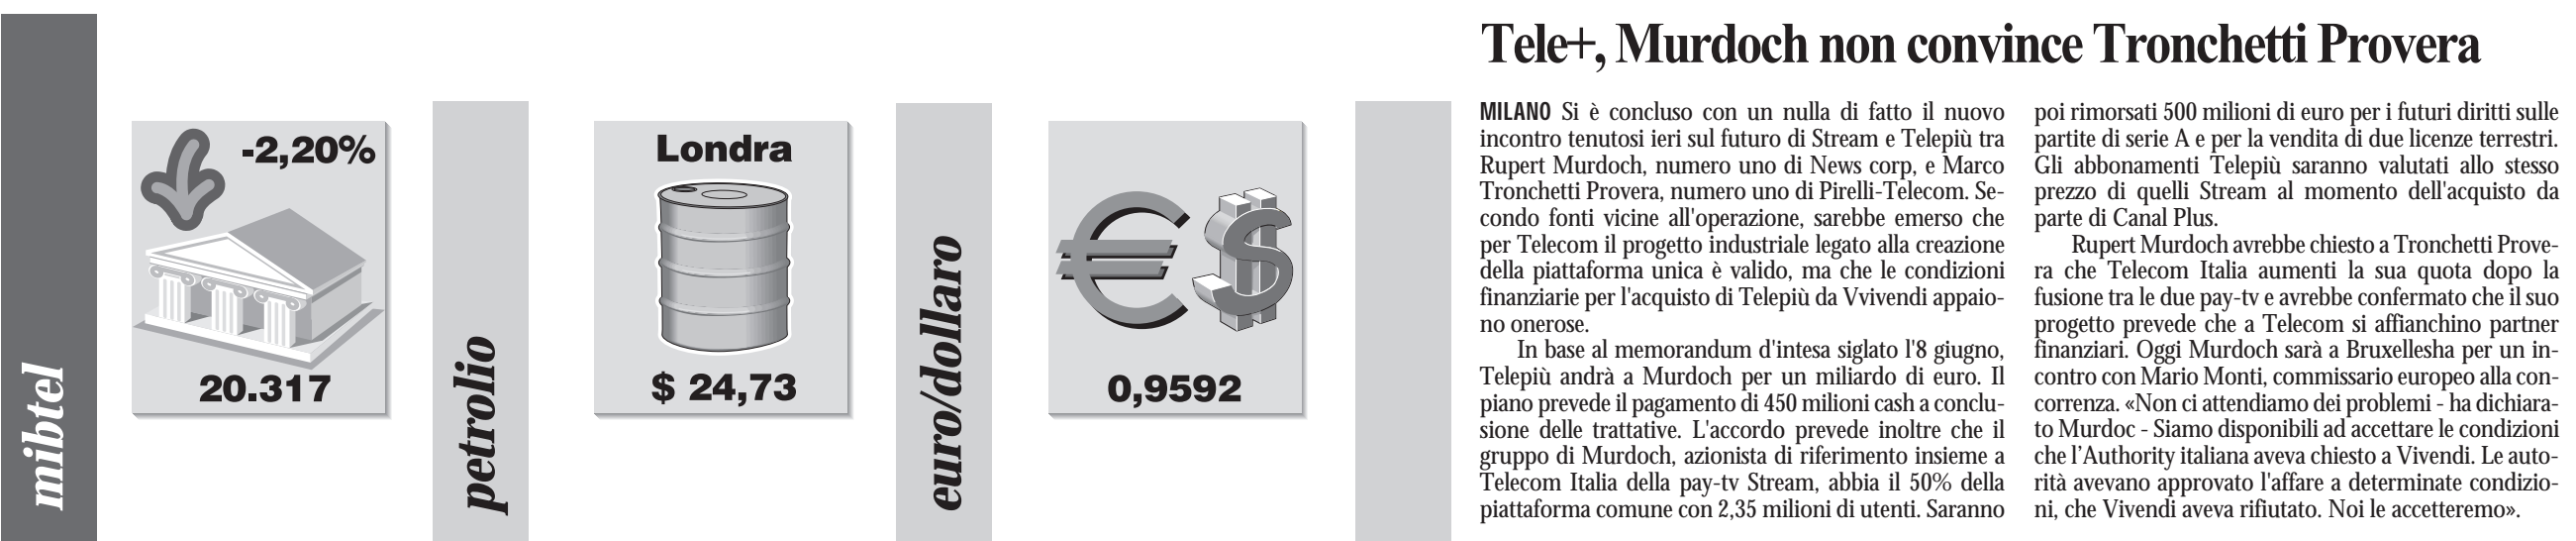 mibtel
-2,20%
20.317
petrolio
Londra
$ 24,73
euro/dollaro
€ $
0,9592
Tele+, Murdoch non convince Tronchetti Provera
MILANO Si è concluso con un nulla di fatto il nuovo
incontro tenutosi ieri sul futuro di Stream e Telepiù tra
Rupert Murdoch, numero uno di News corp, e Marco
Tronchetti Provera, numero uno di Pirelli-Telecom. Se-
condo fonti vicine all'operazione, sarebbe emerso che
per Telecom il progetto industriale legato alla creazione
della piattaforma unica è valido, ma che le condizioni
finanziarie per l'acquisto di Telepiù da Vvivendi appaio-
no onerose.
In base al memorandum d'intesa siglato l'8 giugno,
Telepiù andrà a Murdoch per un miliardo di euro. Il
piano prevede il pagamento di 450 milioni cash a conclu-
sione delle trattative. L'accordo prevede inoltre che il
gruppo di Murdoch, azionista di riferimento insieme a
Telecom Italia della pay-tv Stream, abbia il 50% della
piattaforma comune con 2,35 milioni di utenti. Saranno
poi rimorsati 500 milioni di euro per i futuri diritti sulle
partite di serie A e per la vendita di due licenze terrestri.
Gli abbonamenti Telepiù saranno valutati allo stesso
prezzo di quelli Stream al momento dell'acquisto da
parte di Canal Plus.
Rupert Murdoch avrebbe chiesto a Tronchetti Prove-
ra che Telecom Italia aumenti la sua quota dopo la
fusione tra le due pay-tv e avrebbe confermato che il suo
progetto prevede che a Telecom si affianchino partner
finanziari. Oggi Murdoch sarà a Bruxellesha per un in-
contro con Mario Monti, commissario europeo alla con-
correnza. «Non ci attendiamo dei problemi - ha dichiara-
to Murdoc - Siamo disponibili ad accettare le condizioni
che l’Authority italiana aveva chiesto a Vivendi. Le auto-
rità avevano approvato l'affare a determinate condizio-
ni, che Vivendi aveva rifiutato. Noi le accetteremo».